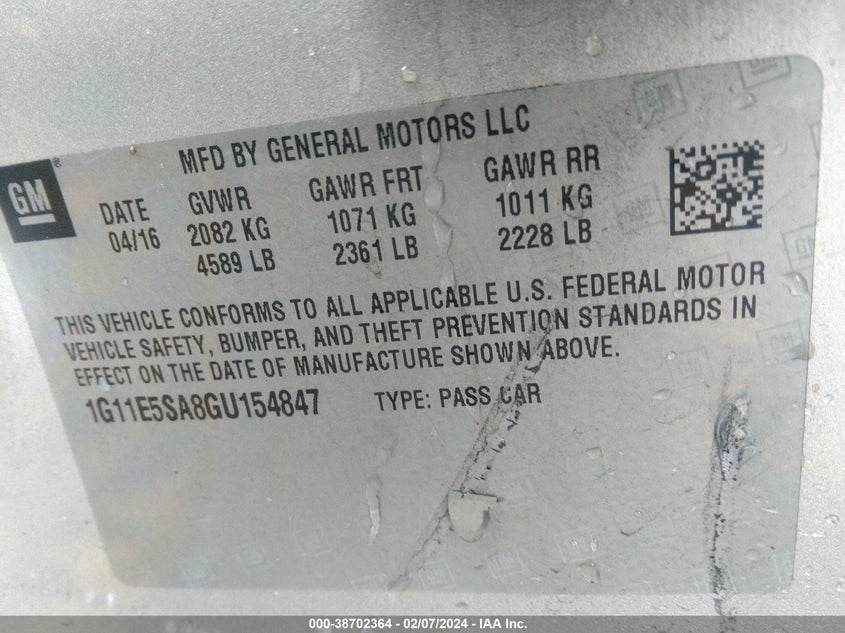 MFD BY GENERAL MOTORS LLC
GM ®
DATE GVWR GAWR FRT GAWR RR
04/16 2082 KG 1071 KG 1011 KG
4589 LB 2361 LB 2228 LB
THIS VEHICLE CONFORMS TO ALL APPLICABLE U.S. FEDERAL MOTOR
VEHICLE SAFETY, BUMPER, AND THEFT PREVENTION STANDARDS IN
EFFECT ON THE DATE OF MANUFACTURE SHOWN ABOVE.
1G11E5SA8GU154847 TYPE: PASS CAR
000-38702364 - 02/07/2024 - IAA Inc.